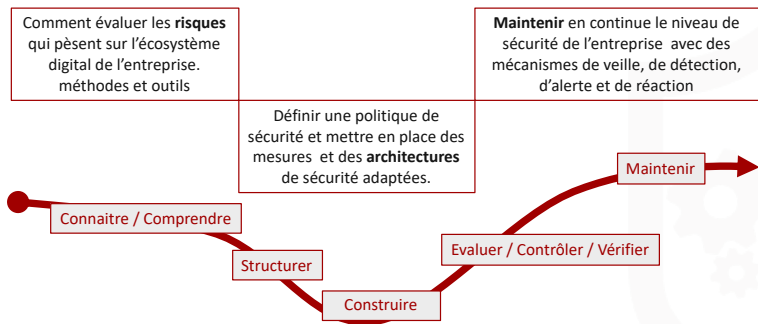 Comment évaluer les risques
qui pèsent sur l'écosystème
digital de l'entreprise.
méthodes et outils
Maintenir en continue le niveau de
sécurité de l'entreprise avec des
mécanismes de veille, de détection,
d'alerte et de réaction
Définir une politique de
sécurité et mettre en place des
mesures et des architectures
de sécurité adaptées.
Maintenir
Connaitre / Comprendre
Evaluer / Contrôler / Vérifier
Structurer
Construire